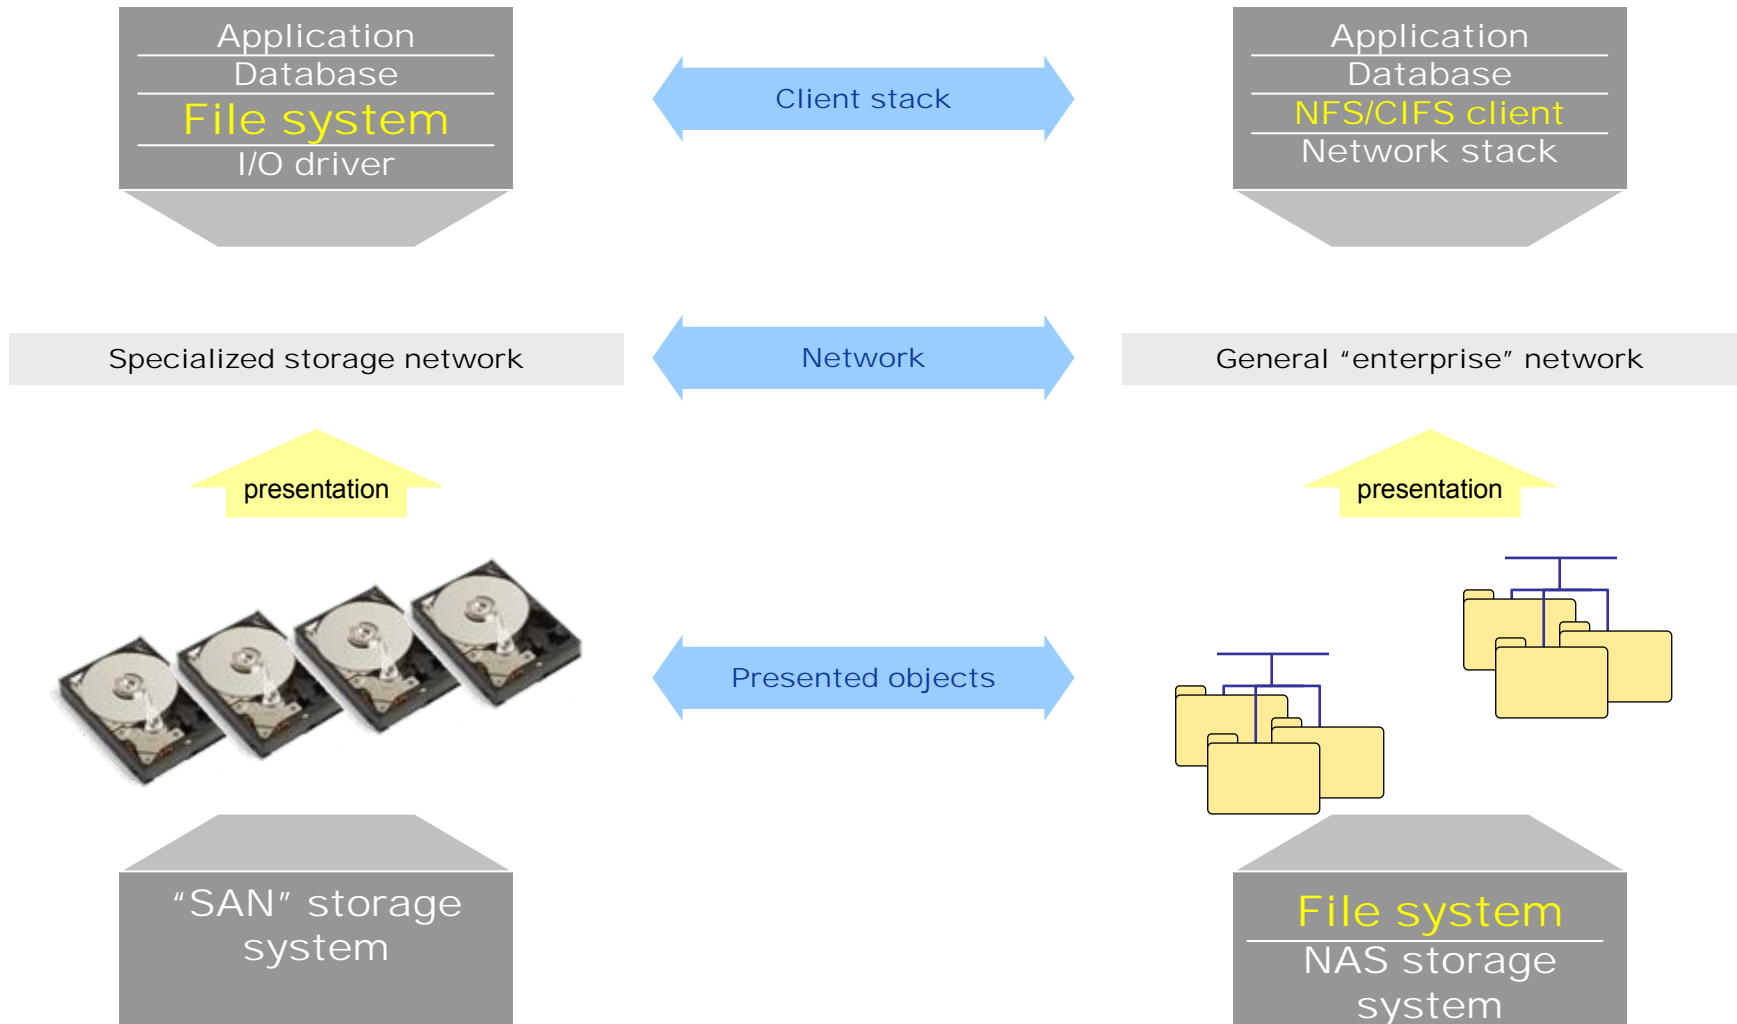 Application
Database
File system
I/O driver
Client stack
Application
Database
NFS/CIFS client
Network stack
Specialized storage network
Network
General "enterprise" network
presentation
presentation
Presented objects
"SAN" storage
system
File system
NAS storage
system